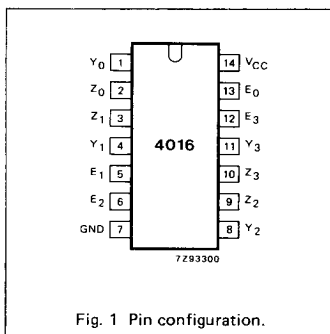 Y0 1 14 VCC
Z0 2 13 E0
Z1 3 12 E3
Y1 4 4016 11 Y3
E1 5 10 Z3
E2 6 9 Z2
GND 7 8 Y2
7Z93300
Fig. 1 Pin configuration.